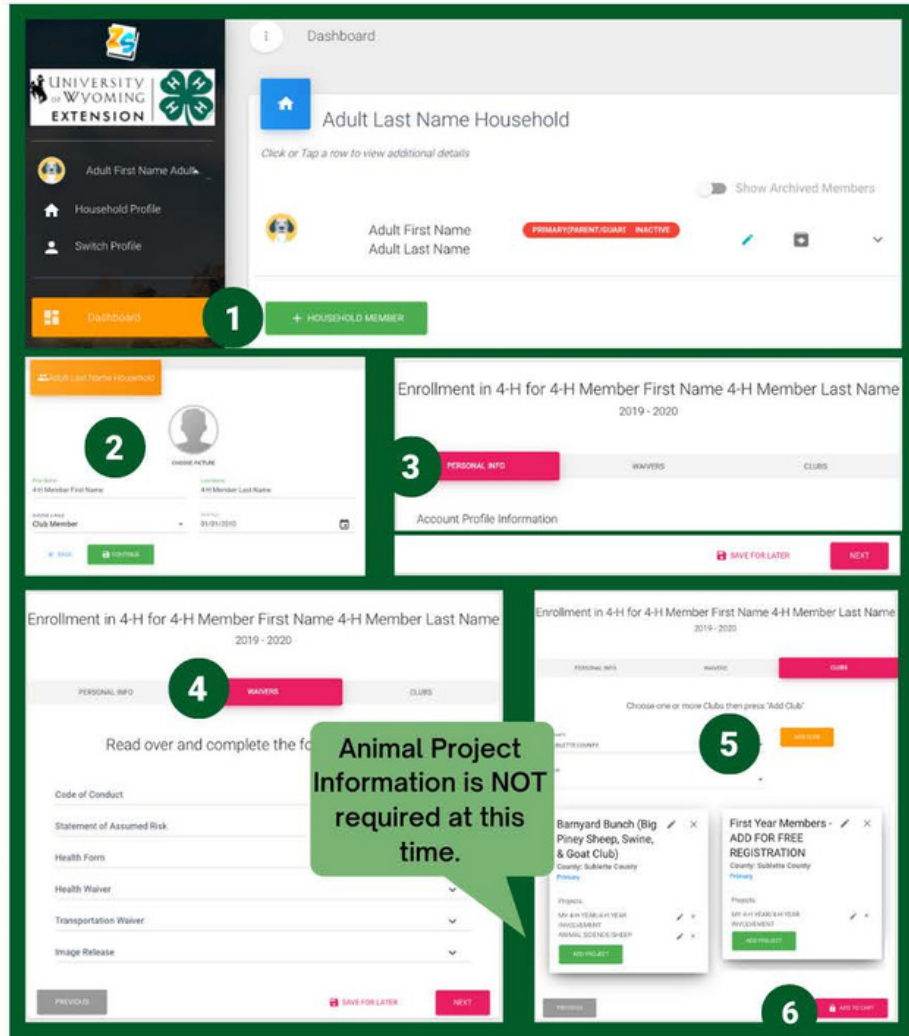 ZS
UNIVERSITY
OF WYOMING
EXTENSION
H H
H H
Adult First Name Adult
Household Profile
Switch Profile
Dashboard
1
Dashboard
Adult Last Name Household
Click or Tap a row to view additional details
Show Archived Members
Adult First Name
Adult Last Name
PRIMARY(PARENT/GUARDI INACTIVE
+ HOUSEHOLD MEMBER
Adult Last Name Household
2
CHOOSE PICTURE
First Name
4-H Member First Name
Last Name
4-H Member Last Name
Club Member
01/01/2010
BACK
CONTINUE
Enrollment in 4-H for 4-H Member First Name 4-H Member Last Name
2019 - 2020
3
PERSONAL INFO
WAIVERS
CLUBS
Account Profile Information
SAVE FOR LATER
NEXT
Enrollment in 4-H for 4-H Member First Name 4-H Member Last Name
2019 - 2020
PERSONAL INFO
4
WAIVERS
CLUBS
Read over and complete the fo
Code of Conduct
Statement of Assumed Risk
Health Form
Health Waiver
Transportation Waiver
Image Release
PREVIOUS
SAVE FOR LATER
NEXT
Animal Project
Information is NOT
required at this
time.
Enrollment in 4-H for 4-H Member First Name 4-H Member Last Name
2019 - 2020
PERSONAL INFO
WAIVERS
CLUBS
Choose one or more Clubs then press "Add Club"
BLETTE COUNTY
5
ADD CLUB
Barnyard Bunch (Big
Piney Sheep, Swine,
& Goat Club)
County: Sublette County
Primary
Projects:
MY 4-H YEAR/4-H YEAR
INVOLVEMENT
ANIMAL SCIENCE/SHEEP
ADD PROJECT
First Year Members -
ADD FOR FREE
REGISTRATION
County: Sublette County
Primary
Projects:
MY 4-H YEAR/4-H YEAR
INVOLVEMENT
ADD PROJECT
PREVIOUS
6
ADD TO CART